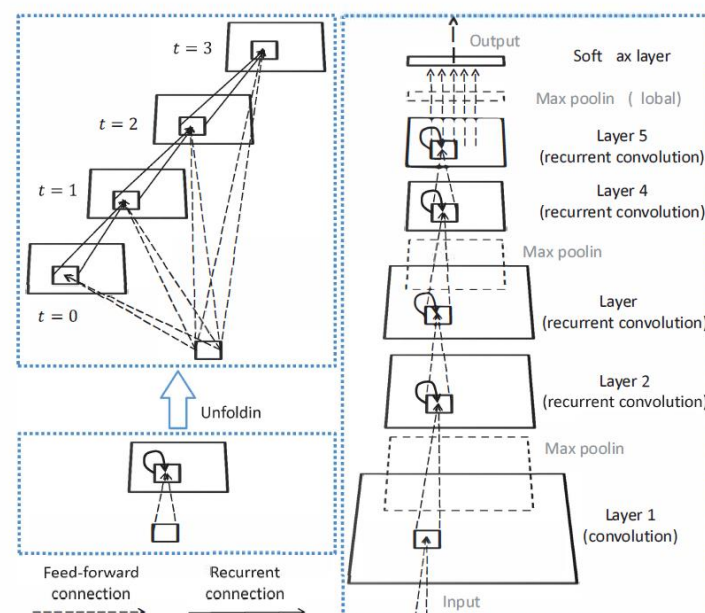 t = 3
t = 2
t = 1
t = 0
Unfoldin
Feed-forward
connection
Recurrent
connection
Output
Soft ax layer
Max poolin ( lobal)
Layer 5
(recurrent convolution)
Layer 4
(recurrent convolution)
Max poolin
Layer
(recurrent convolution)
Layer 2
(recurrent convolution)
Max poolin
Layer 1
(convolution)
Input